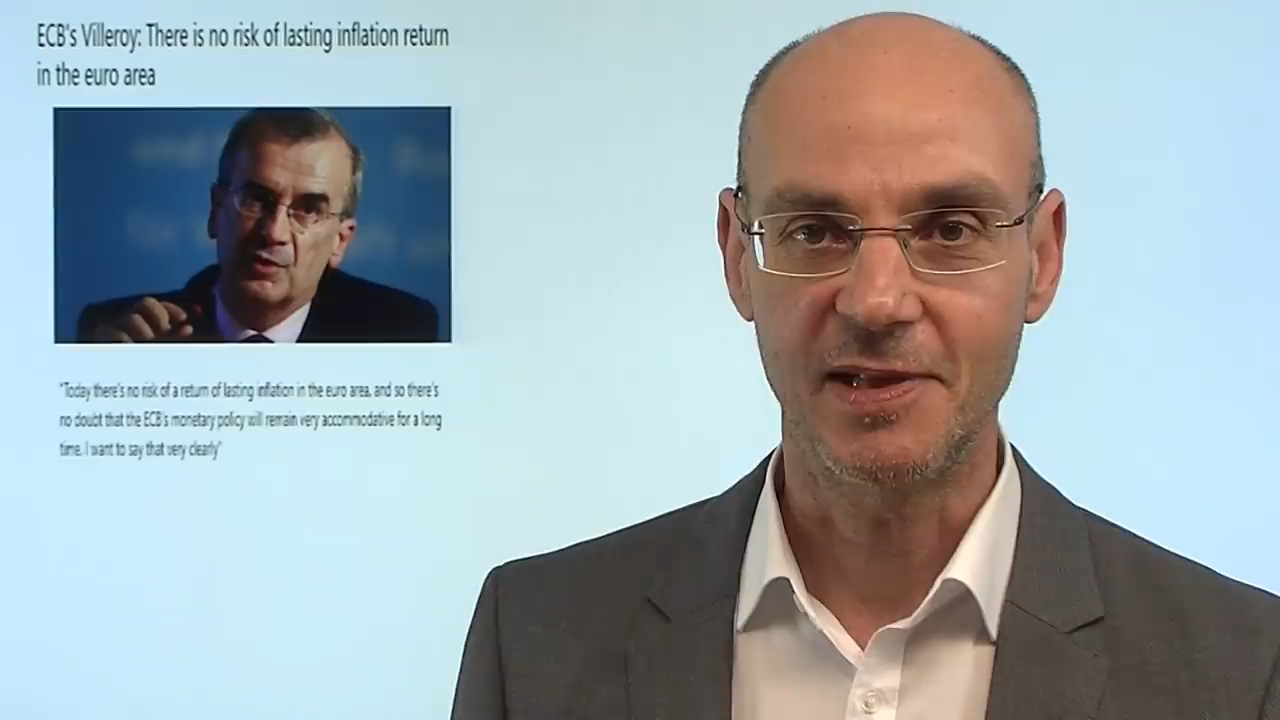 ECB's Villeroy: There is no risk of lasting inflation return
in the euro area
"Today there's no risk of a return of lasting inflation in the euro area, and so there's
no doubt that the ECB's monetary policy will remain very accommodative for a long
time. I want to say that very clearly"